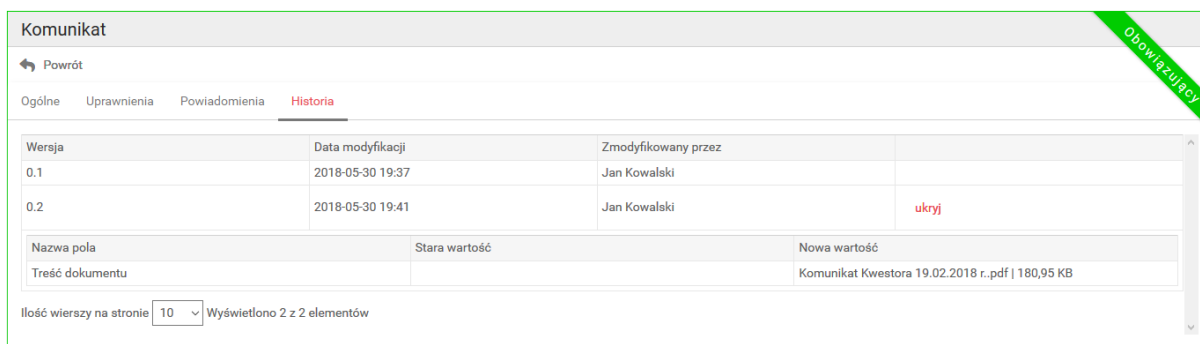 Komunikat
Obowiązujący
Powrót
Ogólne Uprawnienia Powiadomienia Historia
Wersja Data modyfikacji Zmodyfikowany przez
0.1 2018-05-30 19:37 Jan Kowalski
0.2 2018-05-30 19:41 Jan Kowalski ukryj
Nazwa pola Stara wartość Nowa wartość
Treść dokumentu Komunikat Kwestora 19.02.2018 r..pdf | 180,95 KB
Ilość wierszy na stronie 10 Wyświetlono 2 z 2 elementów